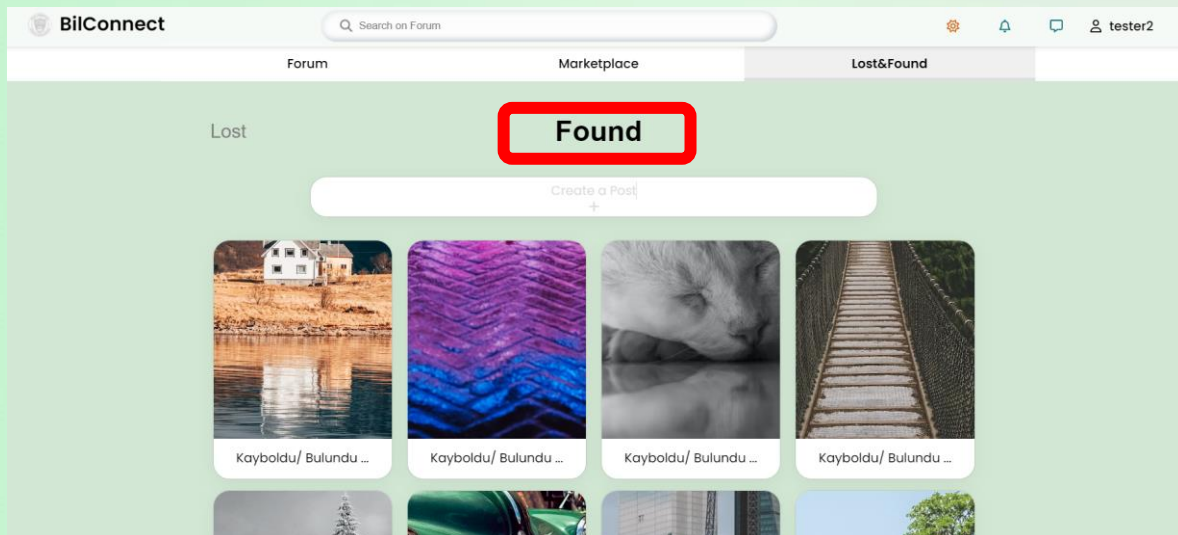 BilConnect
Search on Forum
tester2
Forum Marketplace Lost&Found
Lost Found
Create a Post
+
Kayboldu/ Bulundu ... Kayboldu/ Bulundu ... Kayboldu/ Bulundu ... Kayboldu/ Bulundu ...